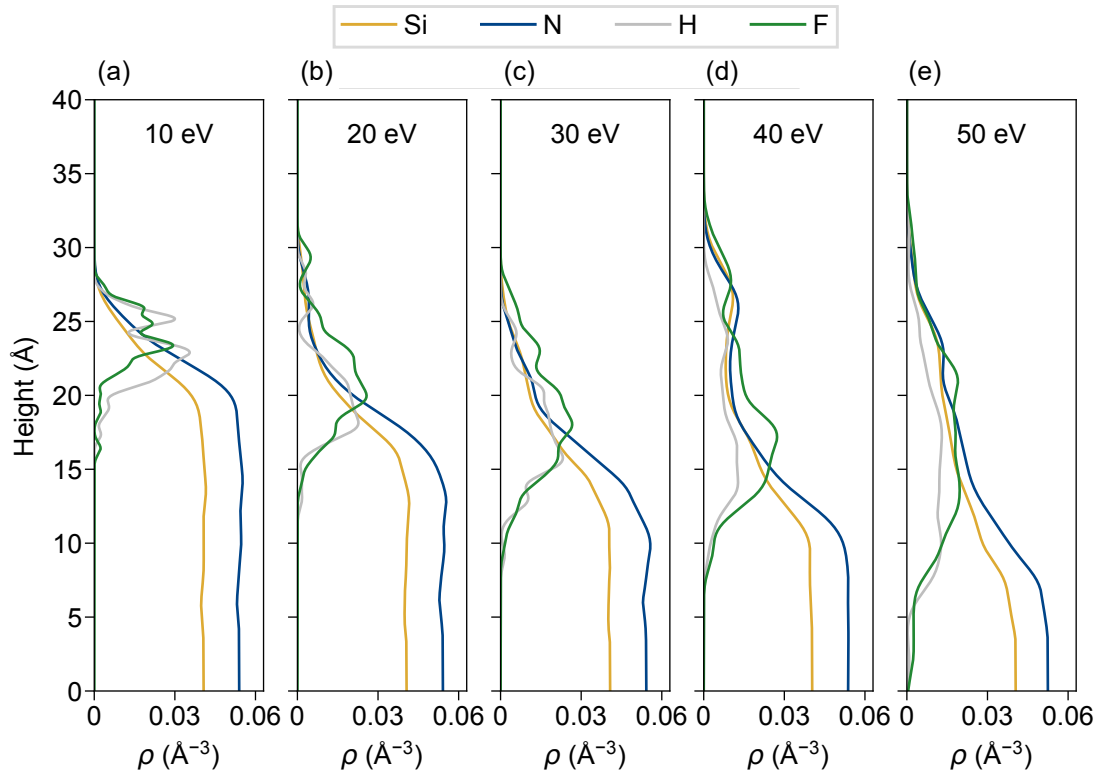 Si N H F
(a) (b) (c) (d) (e)
10 eV 20 eV 30 eV 40 eV 50 eV
Height (Å)
40
35
30
25
20
15
10
5
0
0 0.03 0.06 0 0.03 0.06 0 0.03 0.06 0 0.03 0.06 0 0.03 0.06
ρ (Å⁻³) ρ (Å⁻³) ρ (Å⁻³) ρ (Å⁻³) ρ (Å⁻³)